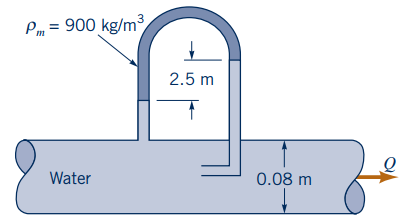 ρm = 900 kg/m³
2.5 m
Water
0.08 m
Q